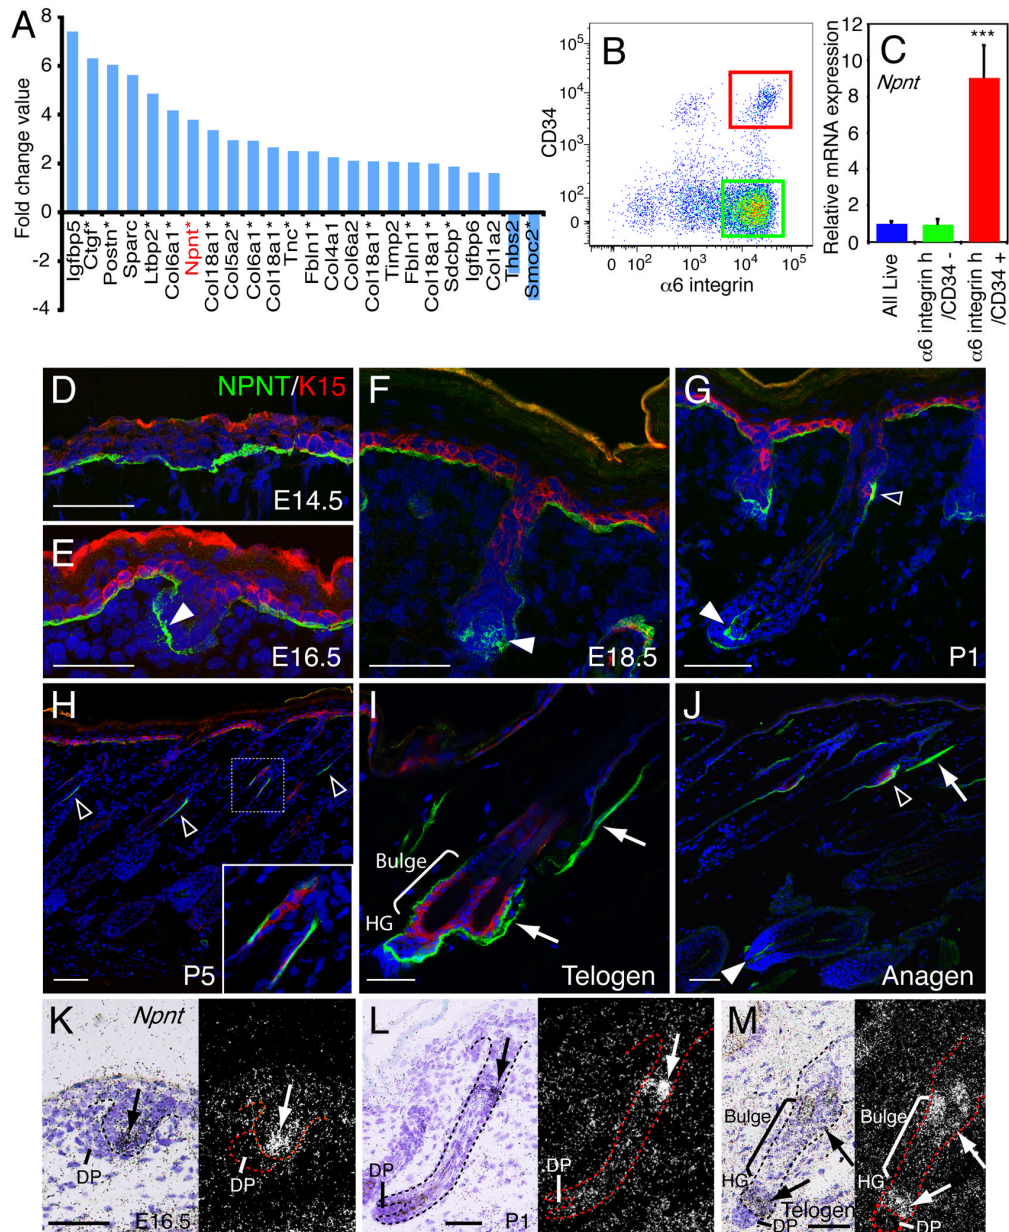 A
Fold change value
8
6
4
2
0
-2
-4
Igfbp5
Ctgf*
Postn*
Sparc
Ltbp2*
Col6a1*
Npnt*
Col18a1*
Col5a2*
Col6a1*
Col18a1*
Tnc*
Fbln1*
Col4a1
Col6a2
Col18a1*
Timp2
Fbln1*
Col18a1*
Sdcbp*
Igfbp6
Col1a2
Thbs2
Smoc2*
B
CD34
10⁵
10⁴
10³
10²
0
0 10² 10³ 10⁴ 10⁵
α6 integrin
C
Npnt
***
Relative mRNA expression
12
10
8
6
4
2
0
All Live
α6 integrin h
/CD34 -
α6 integrin h
/CD34 +
D
NPNT/K15
E14.5
E
E16.5
F
E18.5
G
P1
H
P5
I
Bulge
HG
Telogen
J
Anagen
K
Npnt
DP
DP
E16.5
L
DP
DP
P1
M
Bulge
Bulge
HG
HG
Telogen
DP
DP